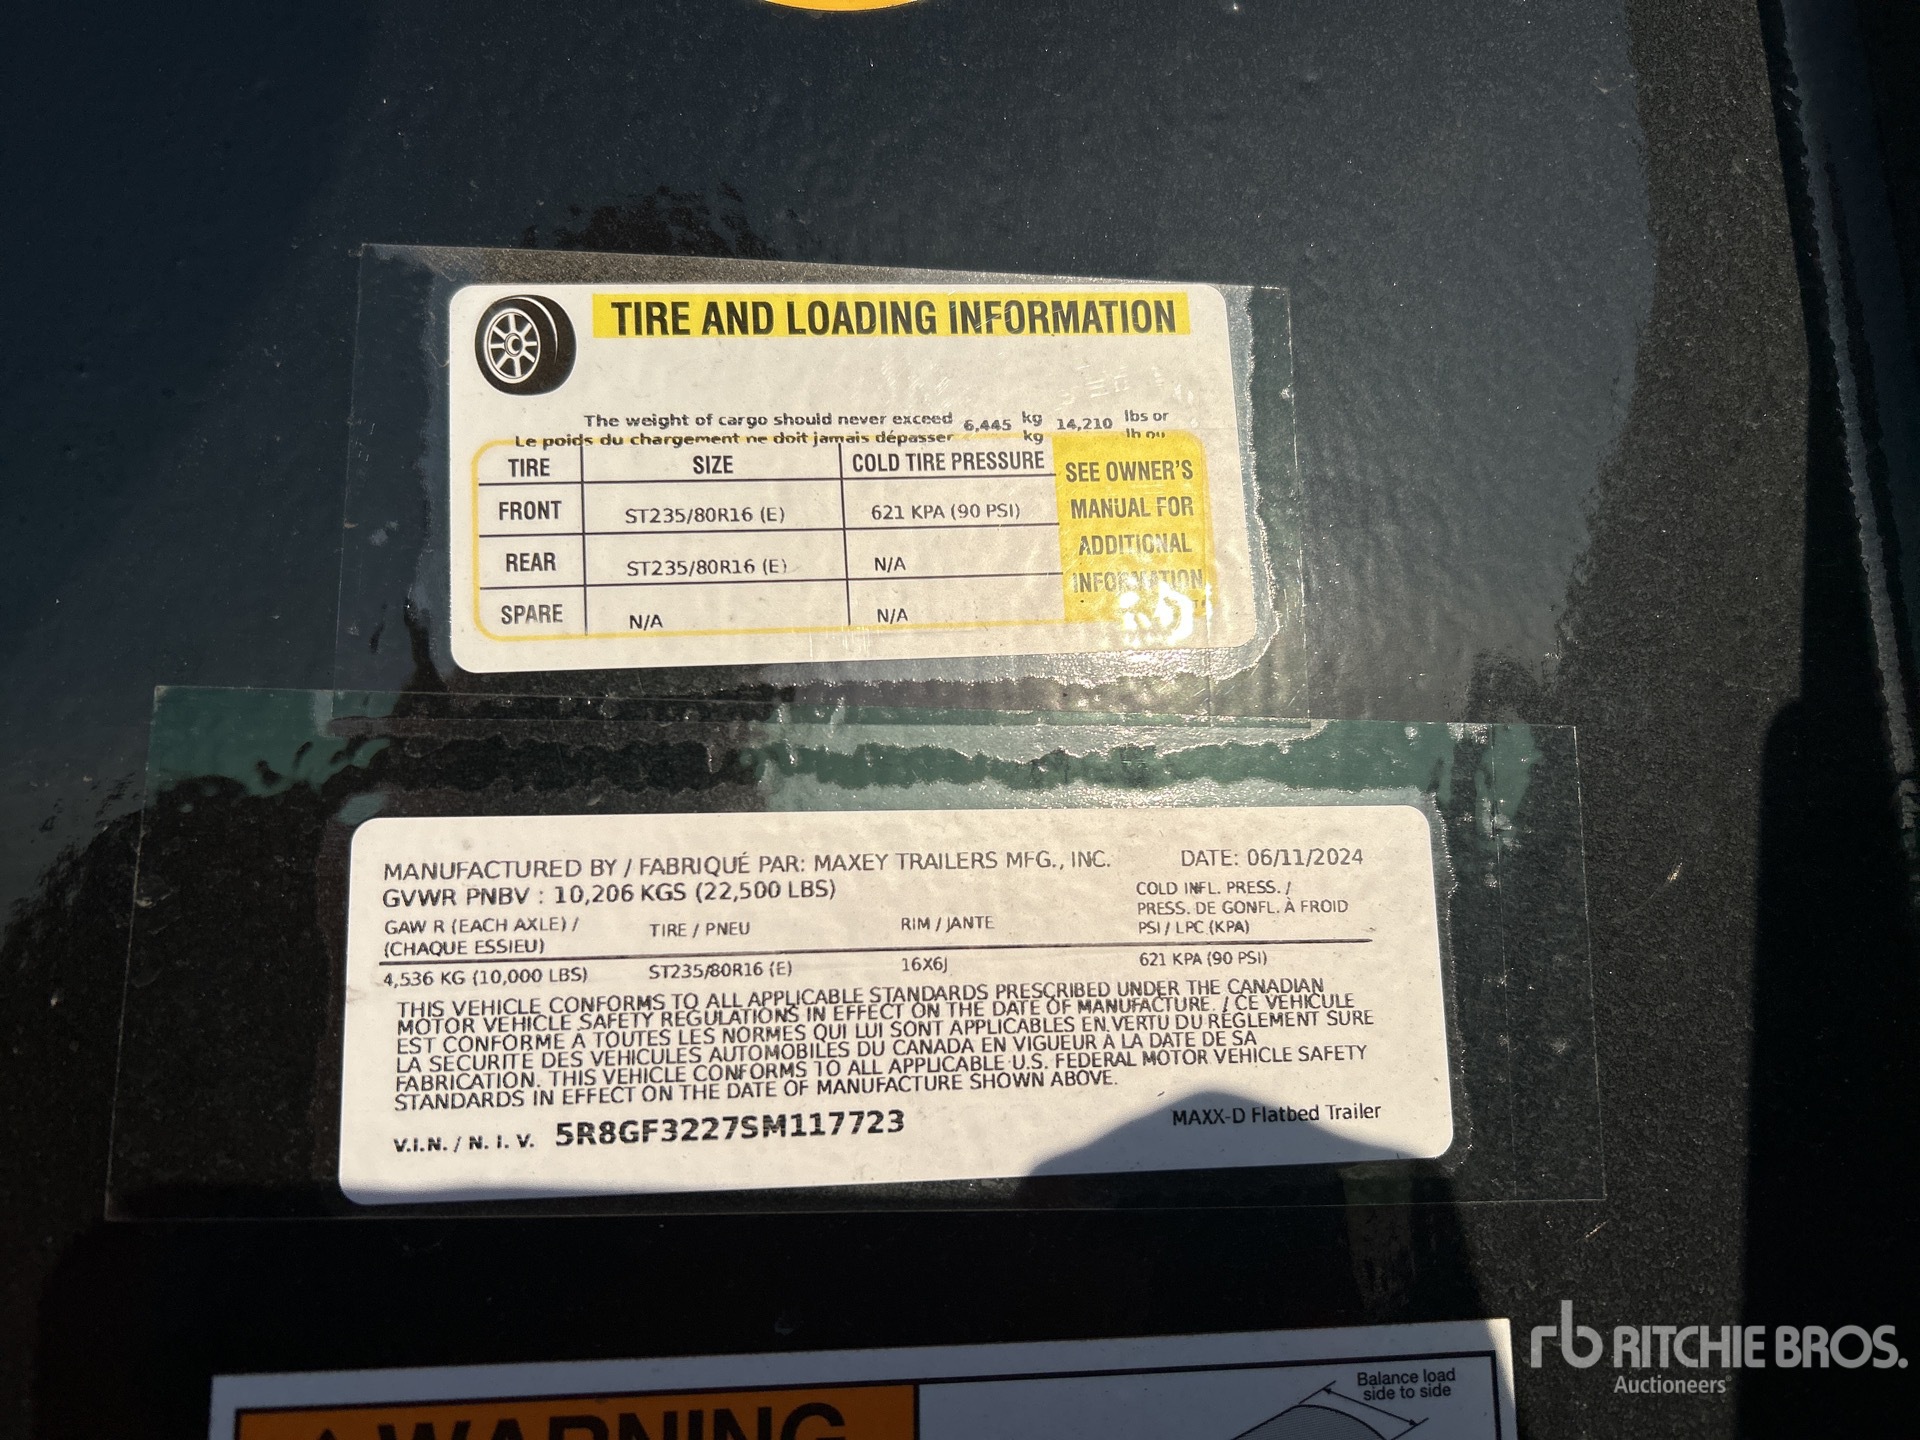 TIRE AND LOADING INFORMATION
The weight of cargo should never exceed 6,445 kg 14,210 lbs or
Le poids du chargement ne doit jamais dépasser kg lb ou
TIRE SIZE COLD TIRE PRESSURE
FRONT ST235/80R16 (E) 621 KPA (90 PSI)
REAR ST235/80R16 (E) N/A
SPARE N/A N/A
SEE OWNER'S
MANUAL FOR
ADDITIONAL
INFORMATION
MANUFACTURED BY / FABRIQUÉ PAR: MAXEY TRAILERS MFG., INC. DATE: 06/11/2024
GVWR PNBV : 10,206 KGS (22,500 LBS)
GAW R (EACH AXLE) /
(CHAQUE ESSIEU)
TIRE / PNEU
RIM / JANTE
COLD INFL. PRESS. /
PRESS. DE GONFL. À FROID
PSI / LPC (KPA)
4,536 KG (10,000 LBS) ST235/80R16 (E) 16X6J 621 KPA (90 PSI)
THIS VEHICLE CONFORMS TO ALL APPLICABLE STANDARDS PRESCRIBED UNDER THE CANADIAN
MOTOR VEHICLE SAFETY REGULATIONS IN EFFECT ON THE DATE OF MANUFACTURE. / CE VEHICULE
EST CONFORME A TOUTES LES NORMES QUI LUI SONT APPLICABLES EN VERTU DU REGLEMENT SURE
LA SECURITE DES VEHICULES AUTOMOBILES DU CANADA EN VIGUEUR A LA DATE DE SA
FABRICATION. THIS VEHICLE CONFORMS TO ALL APPLICABLE U.S. FEDERAL MOTOR VEHICLE SAFETY
STANDARDS IN EFFECT ON THE DATE OF MANUFACTURE SHOWN ABOVE.
V.I.N. / N. I. V. 5R8GF3227SM117723
MAXX-D Flatbed Trailer
WARNING
Balance load
side to side
rb RITCHIE BROS.
Auctioneers